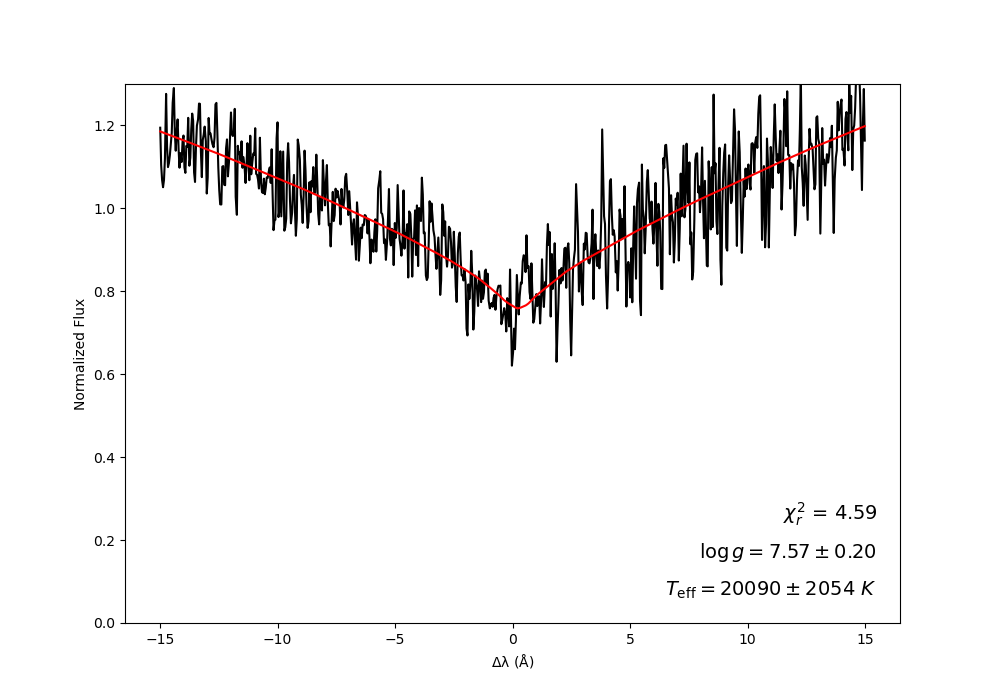 1.2
1.0
0.8
0.6
0.4
0.2
0.0
Normalized Flux
χ²ᵣ = 4.59
log g = 7.57 ± 0.20
T_eff = 20090 ± 2054 K
−15 −10 −5 0 5 10 15
Δλ (Å)